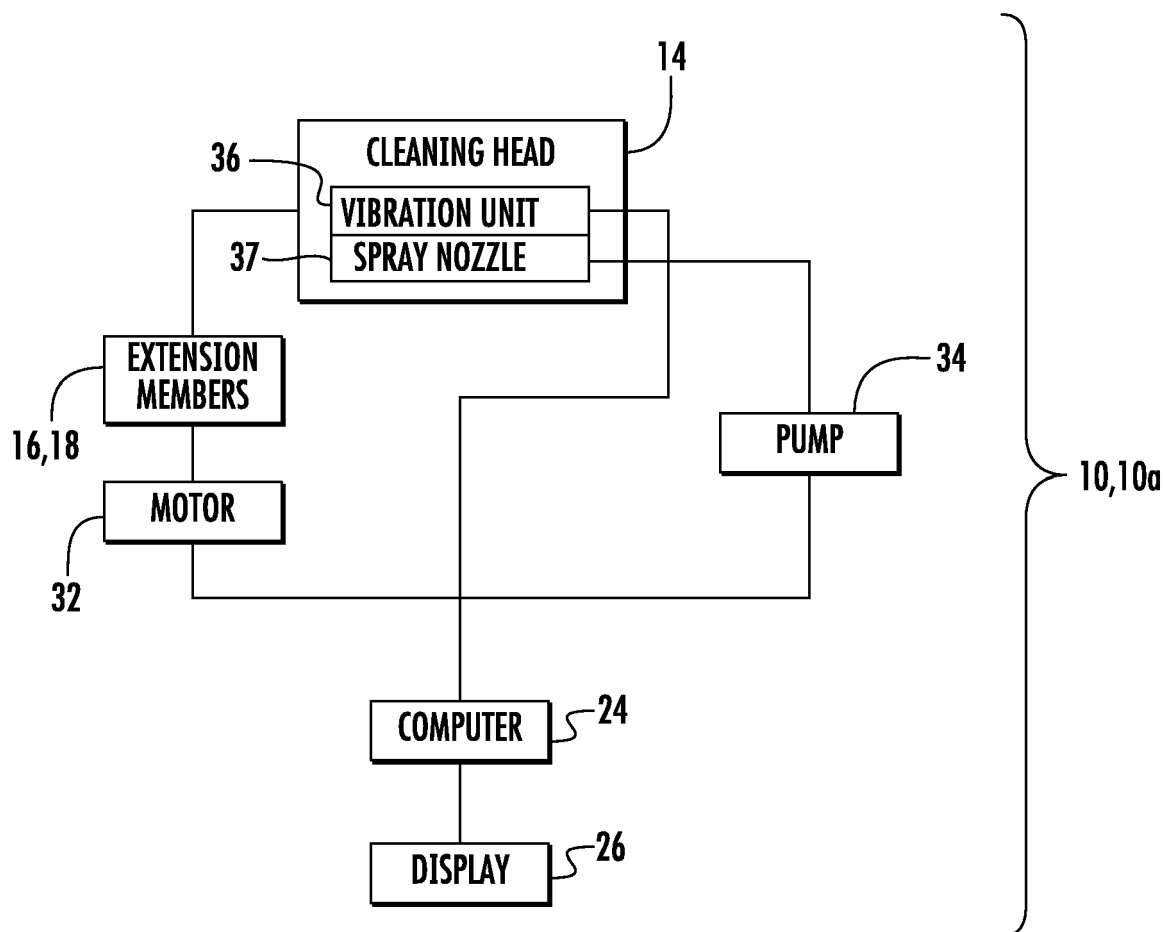 14
CLEANING HEAD
36
VIBRATION UNIT
37
SPRAY NOZZLE
EXTENSION
MEMBERS
34
16,18
PUMP
10,10a
MOTOR
32
24
COMPUTER
DISPLAY
26